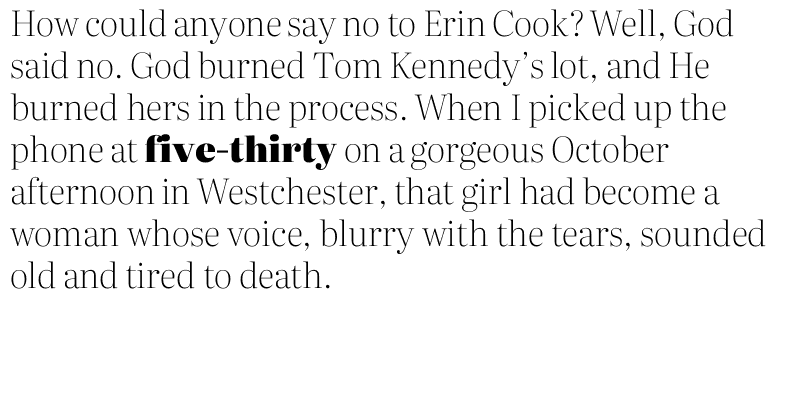 How could anyone say no to Erin Cook? Well, God
said no. God burned Tom Kennedy’s lot, and He
burned hers in the process. When I picked up the
phone at five-thirty on a gorgeous October
afternoon in Westchester, that girl had become a
woman whose voice, blurry with the tears, sounded
old and tired to death.